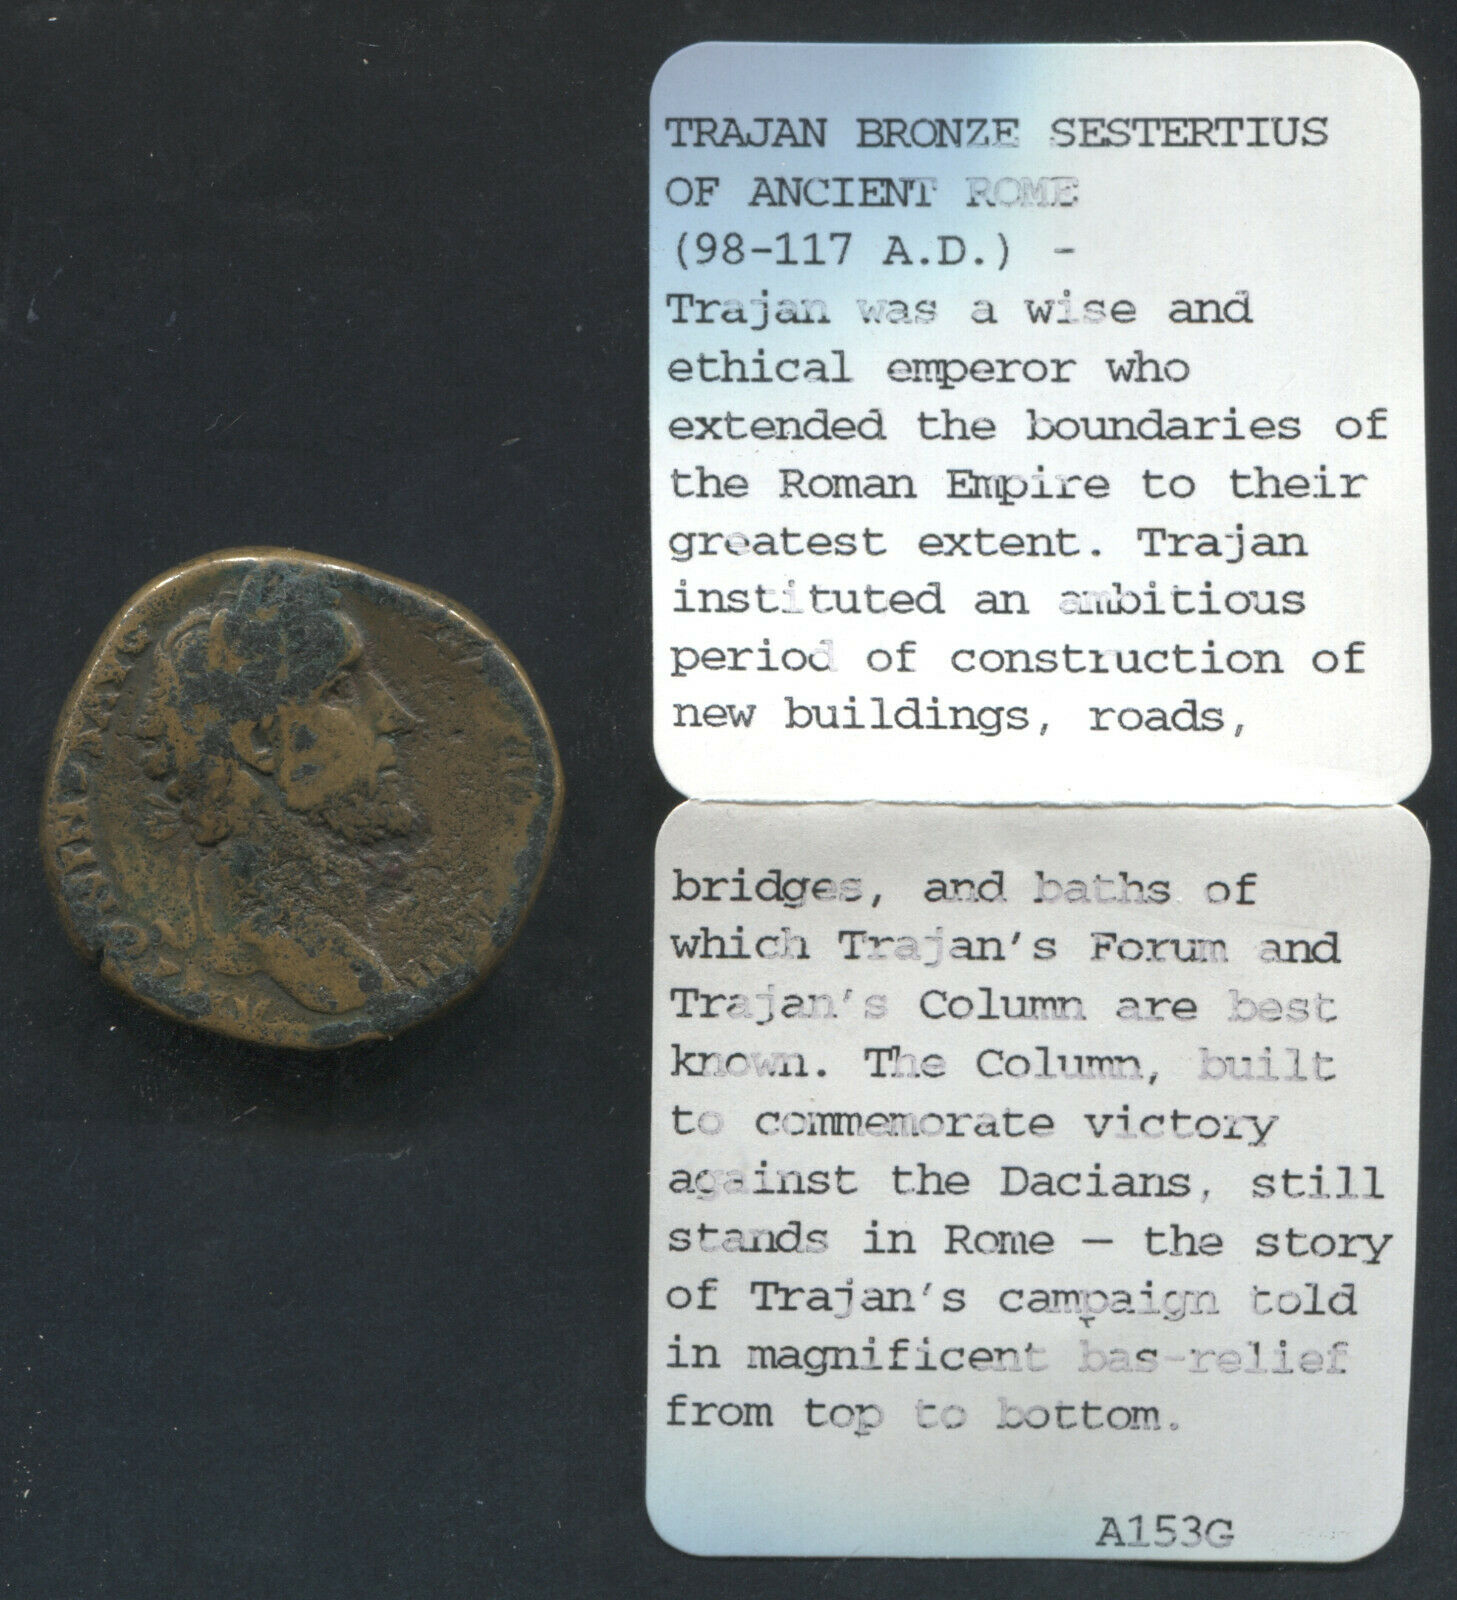 TRAJAN BRONZE SESTERTIUS
OF ANCIENT ROME
(98-117 A.D.) -
Trajan was a wise and
ethical emperor who
extended the boundaries of
the Roman Empire to their
greatest extent. Trajan
instituted an ambitious
period of construction of
new buildings, roads,
bridges, and baths of
which Trajan's Forum and
Trajan's Column are best
known. The Column, built
to commemorate victory
against the Dacians, still
stands in Rome — the story
of Trajan's campaign told
in magnificent bas-relief
from top to bottom.
A153G